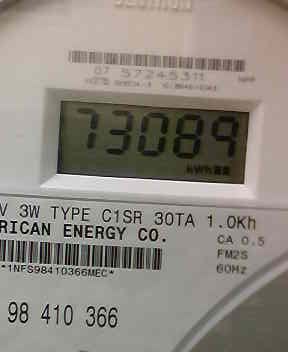 07 57245311
73089
kWh
V 3W TYPE C1SR 30TA 1.0Kh
RICAN ENERGY CO.
CA 0.5
FM2S
60Hz
*1NFS98410366MEC*
98 410 366